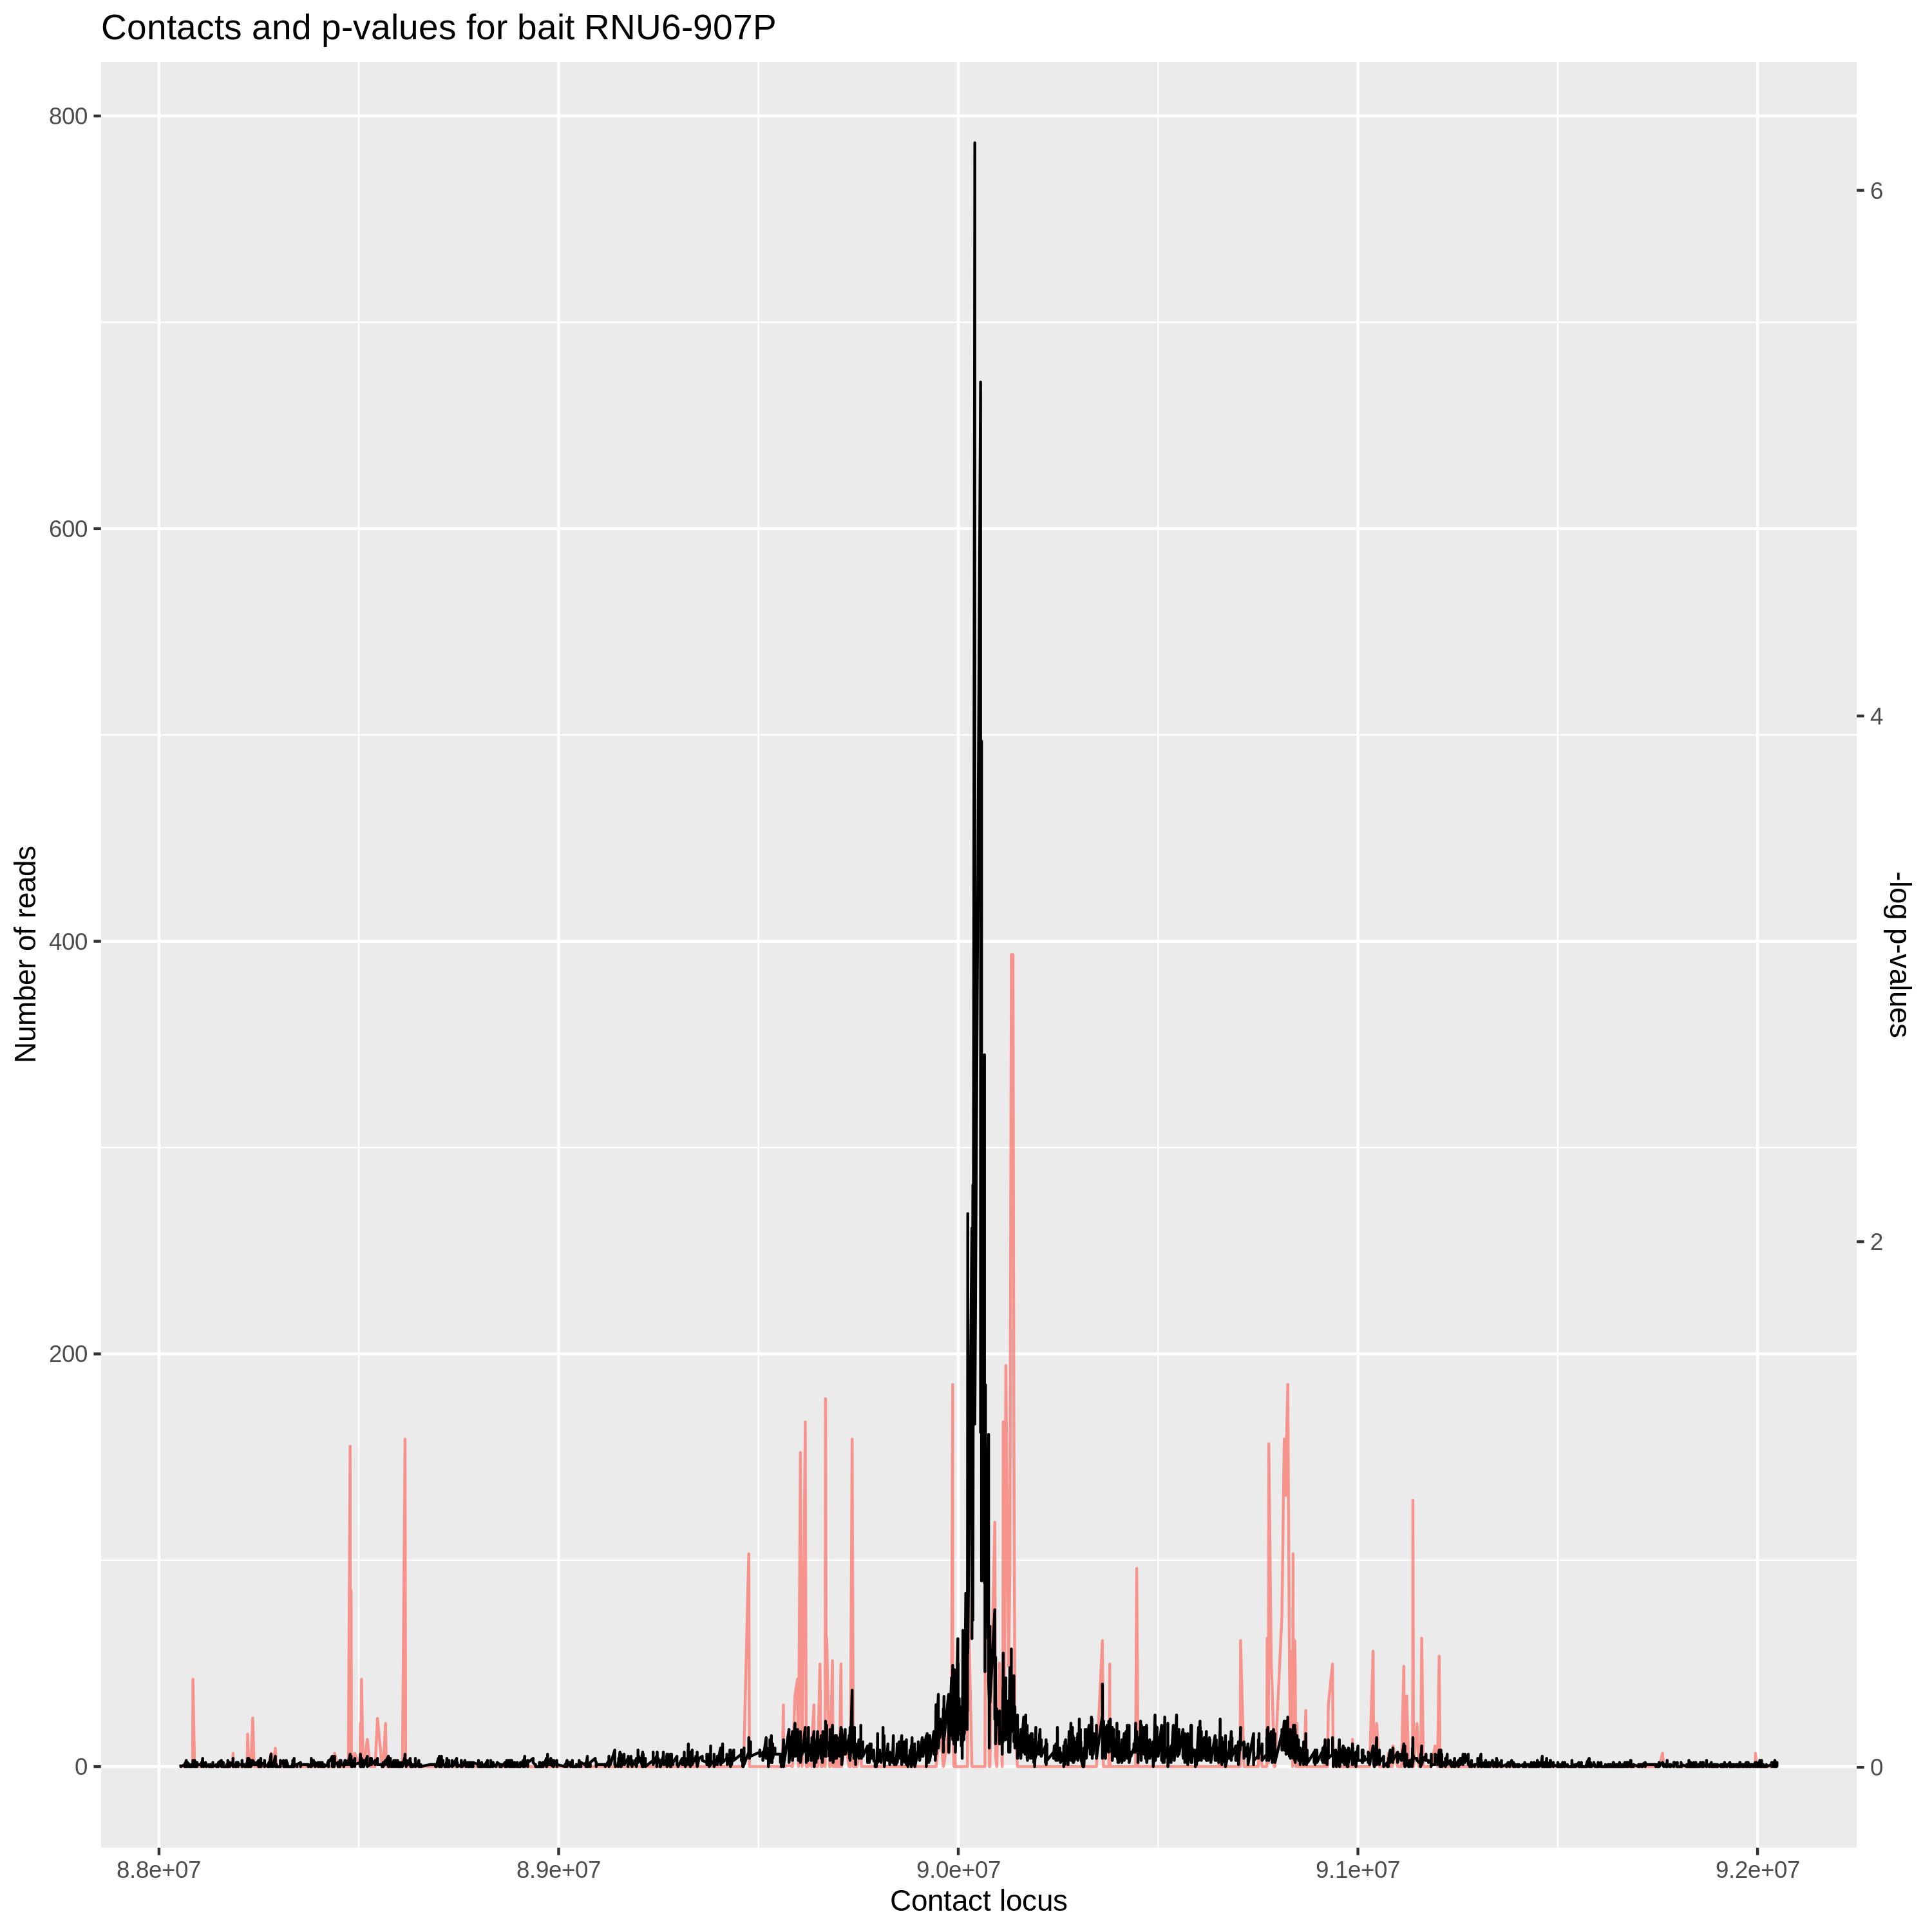 Contacts and p-values for bait RNU6-907P
800
600
400
200
0
Number of reads
6
4
2
0
-log p-values
8.8e+07
8.9e+07
9.0e+07
9.1e+07
9.2e+07
Contact locus